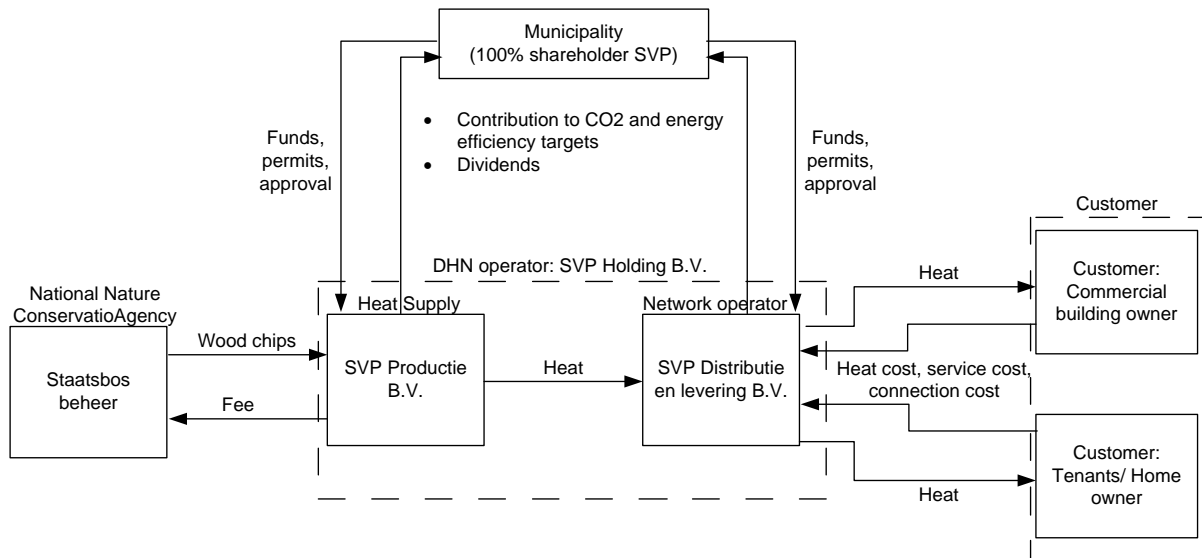 Municipality
(100% shareholder SVP)
Funds,
permits,
approval
• Contribution to CO2 and energy
efficiency targets
• Dividends
Funds,
permits,
approval
DHN operator: SVP Holding B.V.
National Nature
ConservatioAgency
Staatsbos
beheer
Wood chips
Fee
Heat Supply
SVP Productie
B.V.
Heat
Network operator
SVP Distributie
en levering B.V.
Customer
Heat
Customer:
Commercial
building owner
Heat cost, service cost,
connection cost
Heat
Customer:
Tenants/ Home
owner